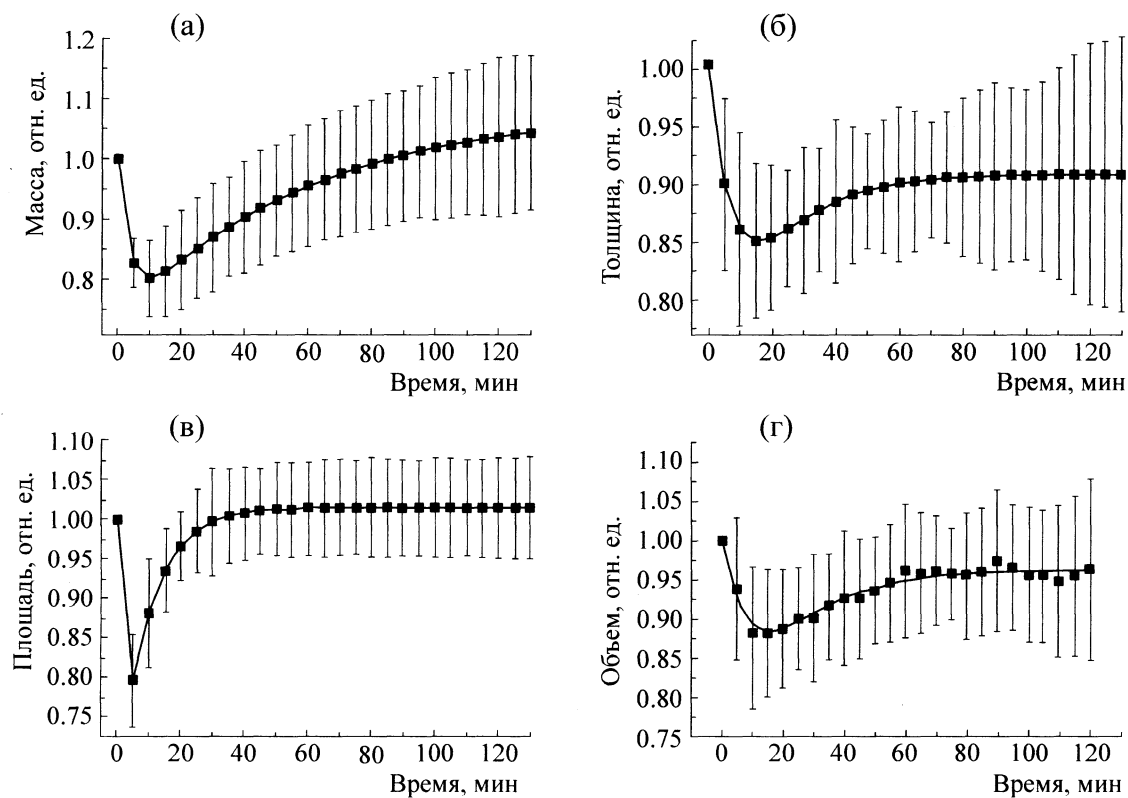 (а)
1.2
1.1
1.0
0.9
0.8
Масса, отн. ед.
0 20 40 60 80 100 120
Время, мин
(б)
1.00
0.95
0.90
0.85
0.80
Толщина, отн. ед.
0 20 40 60 80 100 120
Время, мин
(в)
1.10
1.05
1.00
0.95
0.90
0.85
0.80
0.75
Площадь, отн. ед.
0 20 40 60 80 100 120
Время, мин
(г)
1.10
1.05
1.00
0.95
0.90
0.85
0.80
0.75
Объем, отн. ед.
0 20 40 60 80 100 120
Время, мин